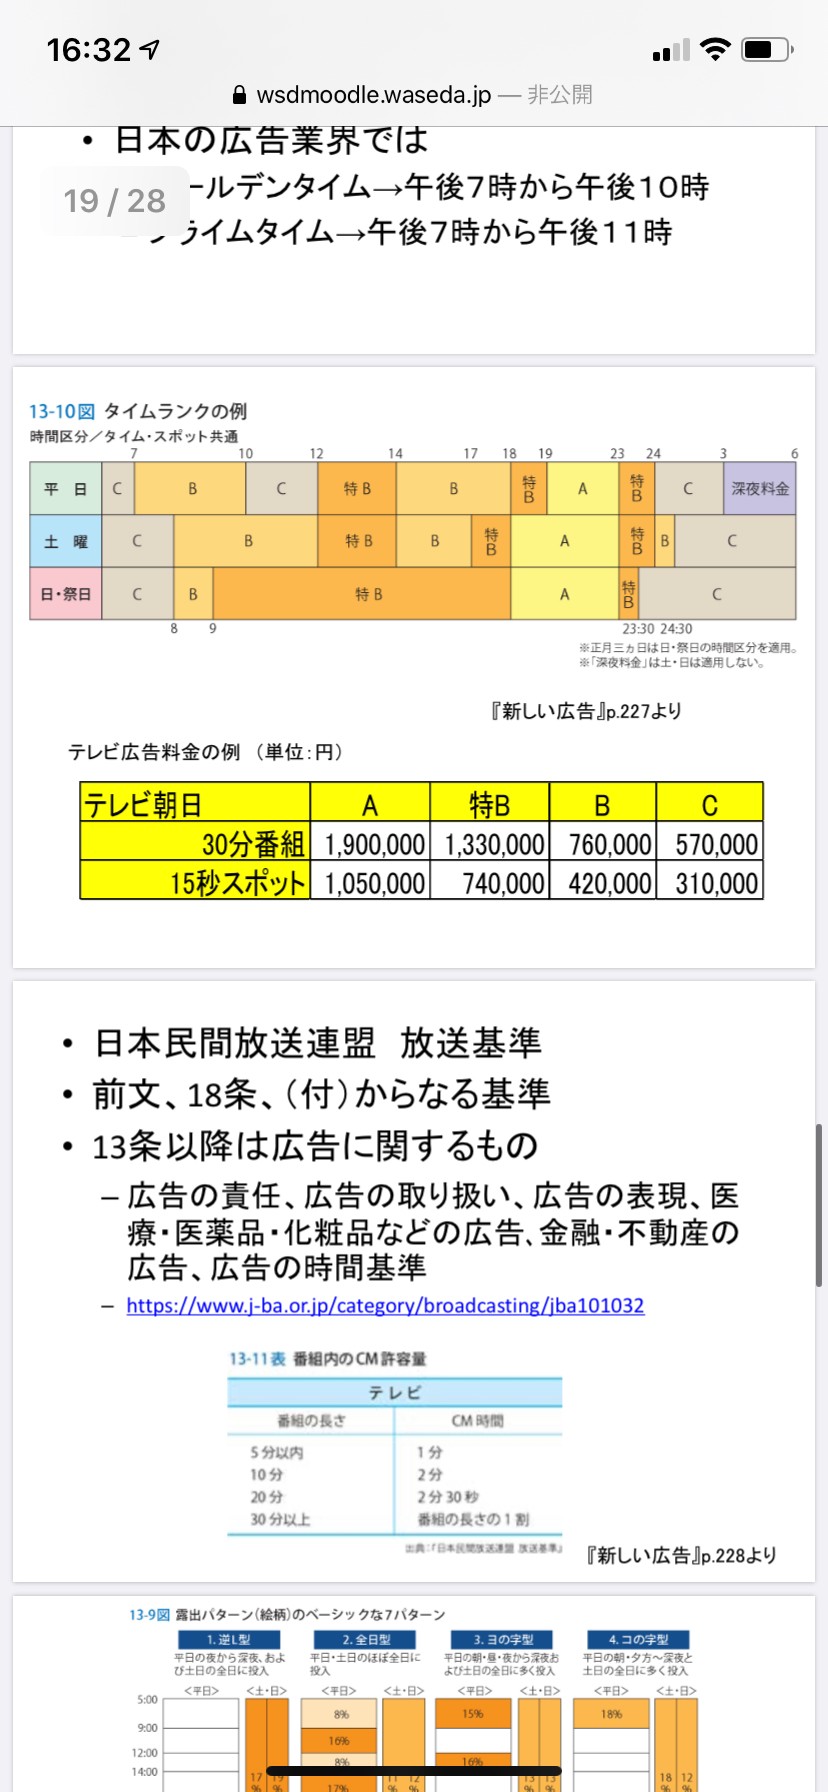 16:32
wsdmoodle.waseda.jp — 非公開
• 日本の広告業界では
19 / 28
ールデンタイム→午後7時から午後10時
ライムタイム→午後7時から午後11時
13-10図 タイムランクの例
時間区分/タイム・スポット共通
7 10 12 14 17 18 19 23 24 3 6
平 日 C B C 特B B 特B A 特B C 深夜料金
土 曜 C B 特B B 特B A 特B B C
日・祭日 C B 特B A 特B C
8 9 23:30 24:30
※正月三ヵ日は日・祭日の時間区分を適用。
※「深夜料金」は土・日は適用しない。
『新しい広告』p.227より
テレビ広告料金の例 (単位:円)
テレビ朝日 A 特B B C
30分番組 1,900,000 1,330,000 760,000 570,000
15秒スポット 1,050,000 740,000 420,000 310,000
• 日本民間放送連盟 放送基準
• 前文、18条、(付)からなる基準
• 13条以降は広告に関するもの
– 広告の責任、広告の取り扱い、広告の表現、医
療・医薬品・化粧品などの広告、金融・不動産の
広告、広告の時間基準
– https://www.j-ba.or.jp/category/broadcasting/jba101032
13-11表 番組内のCM許容量
テレビ
番組の長さ CM時間
5分以内 1分
10分 2分
20分 2分30秒
30分以上 番組の長さの1割
出典:『日本民間放送連盟 放送基準』
『新しい広告』p.228より
13-9図 露出パターン(絵柄)のベーシックな7パターン
1. 逆L型 2. 全日型 3. ヨの字型 4. コの字型
平日の夜から深夜、およ 平日・土日のほぼ全日に 平日の朝・昼・夜から深夜お 平日の朝・夕方〜深夜と
び土日の全日に投入 投入 よび土日の全日に多く投入 土日の全日に多く投入
<平日> <土・日> <平日> <土・日> <平日> <土・日> <平日> <土・日>
5:00
8% 15% 18%
9:00
16%
12:00
8% 16%
14:00
17 19 17% 11 12 13 13 18 12
% % % % % % % %